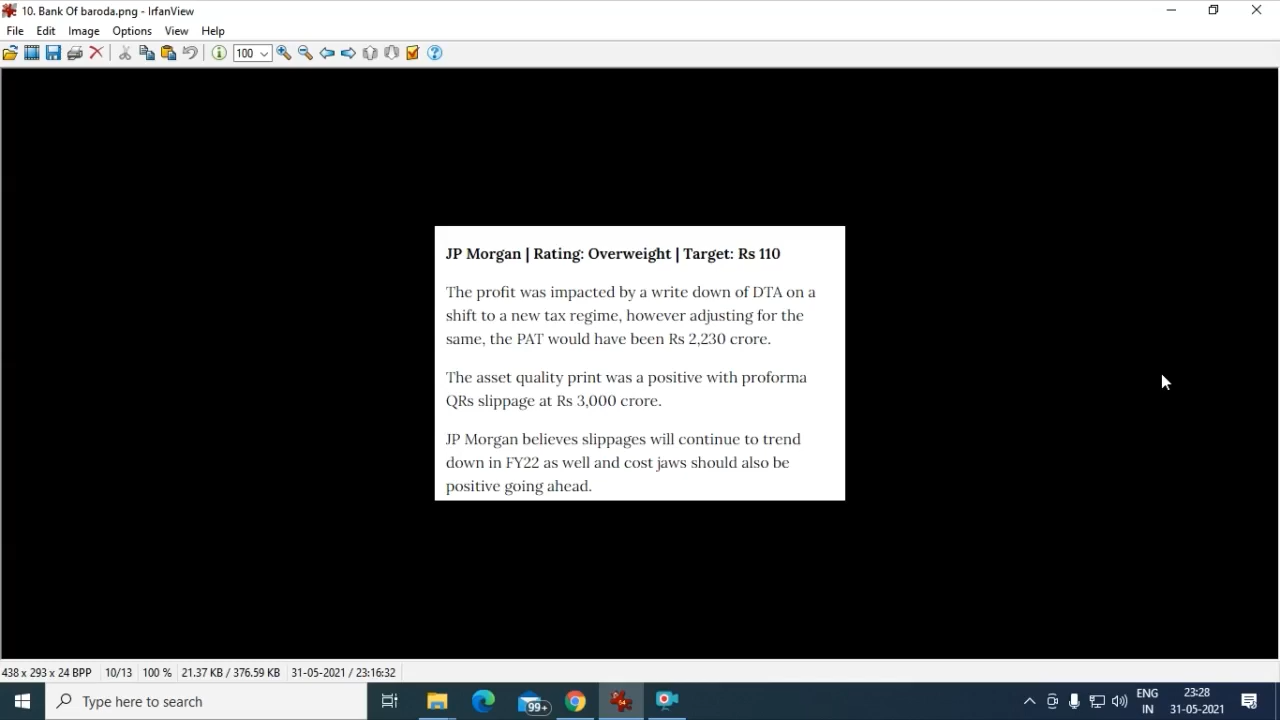 10. Bank Of baroda.png - IrfanView
File Edit Image Options View Help
100
JP Morgan | Rating: Overweight | Target: Rs 110
The profit was impacted by a write down of DTA on a
shift to a new tax regime, however adjusting for the
same, the PAT would have been Rs 2,230 crore.
The asset quality print was a positive with proforma
QRs slippage at Rs 3,000 crore.
JP Morgan believes slippages will continue to trend
down in FY22 as well and cost jaws should also be
positive going ahead.
438 x 293 x 24 BPP 10/13 100 % 21.37 KB / 376.59 KB 31-05-2021 / 23:16:32
Type here to search
99+
64
ENG
IN
23:28
31-05-2021